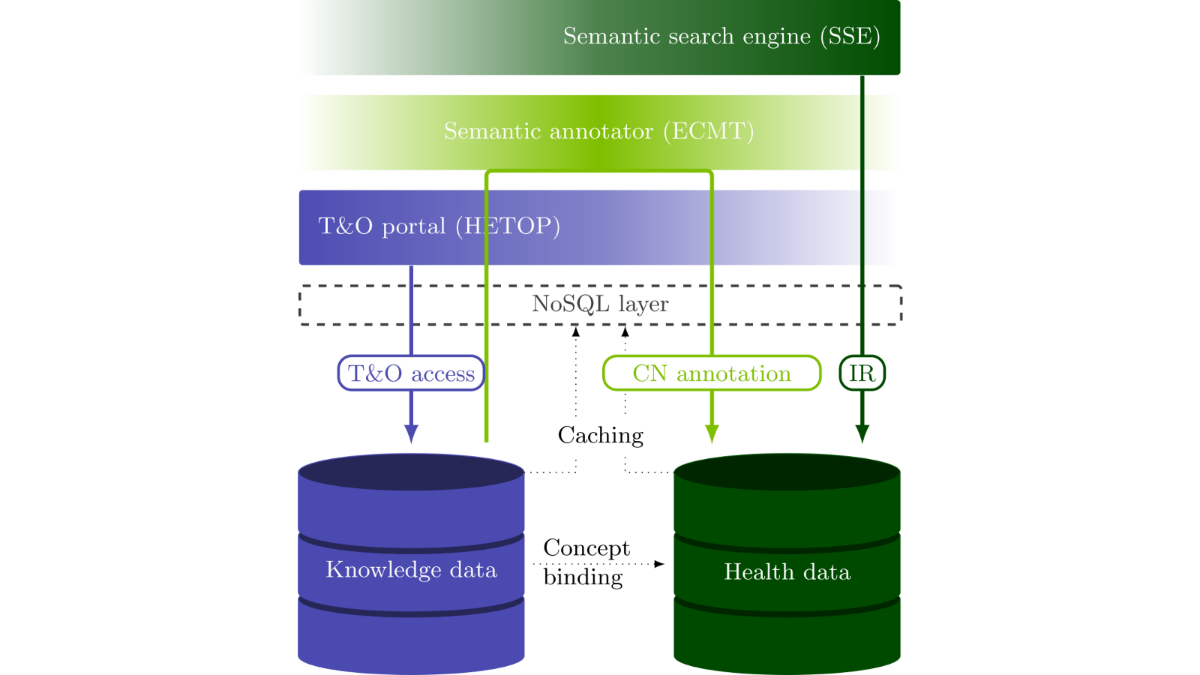 Semantic search engine (SSE)
Semantic annotator (ECMT)
T&O portal (HETOP)
NoSQL layer
T&O access
CN annotation
IR
Caching
Concept
binding
Knowledge data
Health data